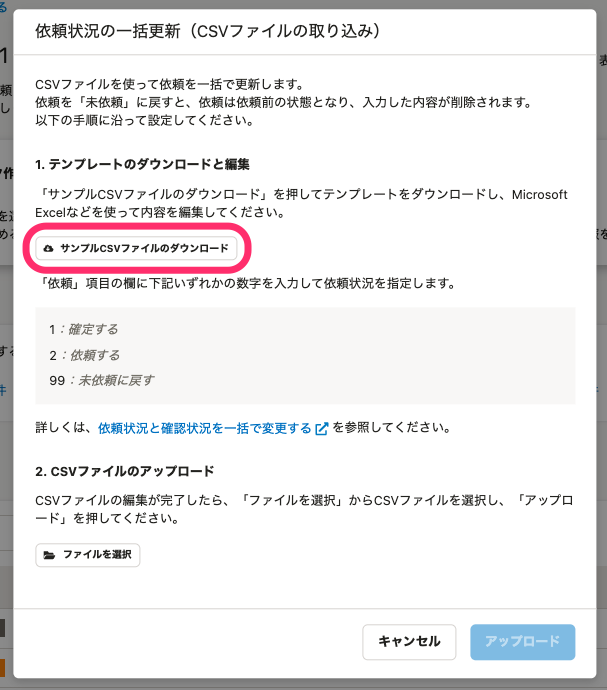 依頼状況の一括更新（CSVファイルの取り込み）
CSVファイルを使って依頼を一括で更新します。
依頼を「未依頼」に戻すと、依頼は依頼前の状態となり、入力した内容が削除されます。
以下の手順に沿って設定してください。
1. テンプレートのダウンロードと編集
「サンプルCSVファイルのダウンロード」を押してテンプレートをダウンロードし、Microsoft
Excelなどを使って内容を編集してください。
サンプルCSVファイルのダウンロード
「依頼」項目の欄に下記いずれかの数字を入力して依頼状況を指定します。
1：確定する
2：依頼する
99：未依頼に戻す
詳しくは、依頼状況と確認状況を一括で変更する を参照してください。
2. CSVファイルのアップロード
CSVファイルの編集が完了したら、「ファイルを選択」からCSVファイルを選択し、「アップロ
ード」を押してください。
ファイルを選択
キャンセル
アップロード